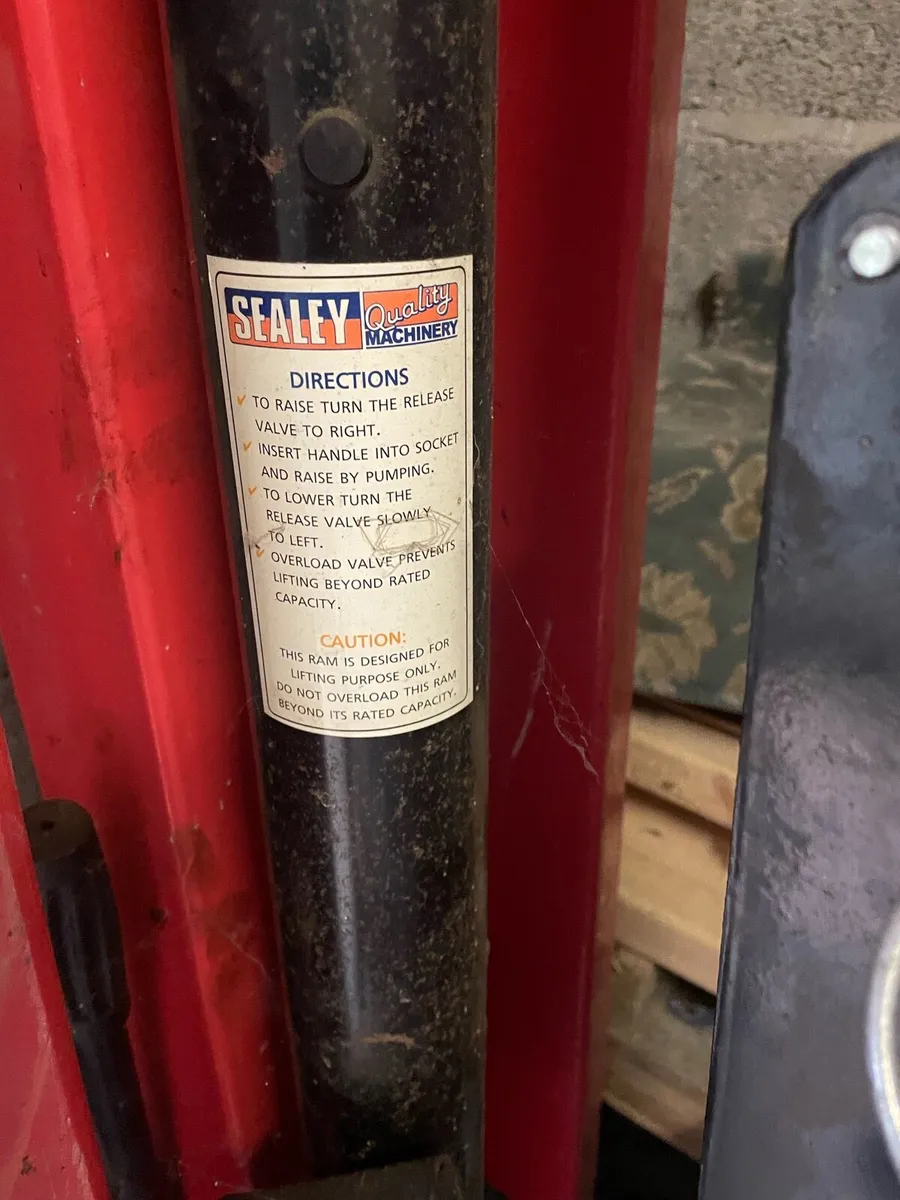 SEALEY Quality
MACHINERY
DIRECTIONS
✓ TO RAISE TURN THE RELEASE
VALVE TO RIGHT.
✓ INSERT HANDLE INTO SOCKET
AND RAISE BY PUMPING.
✓ TO LOWER TURN THE
RELEASE VALVE SLOWLY
TO LEFT.
✓ OVERLOAD VALVE PREVENTS
LIFTING BEYOND RATED
CAPACITY.
CAUTION:
THIS RAM IS DESIGNED FOR
LIFTING PURPOSE ONLY.
DO NOT OVERLOAD THIS RAM
BEYOND ITS RATED CAPACITY.